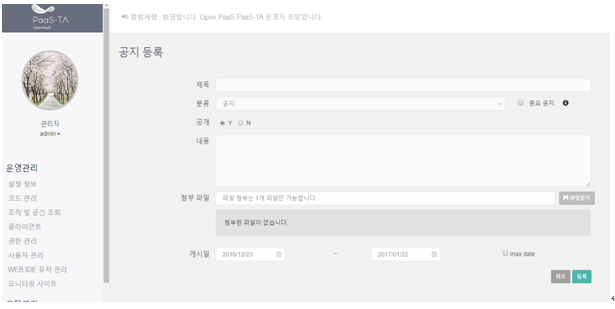 PaaS-TA
OpenPaaS
알림사항 환영합니다. Open PaaS PaaS-TA 운영자 포탈입니다.
관리자
admin
운영관리
설정 정보
코드 관리
조직 및 공간 조회
클라이언트
권한 관리
사용자 관리
WEB IDE 유저 관리
모니터링 사이트
공지 등록
제목
분류 공지 중요 공지
공개 Y N
내용
첨부 파일 파일 첨부는 1개 파일만 가능합니다. 파일찾기
첨부된 파일이 없습니다.
게시일 2016/12/23 ~ 2017/01/22 max date
취소 등록